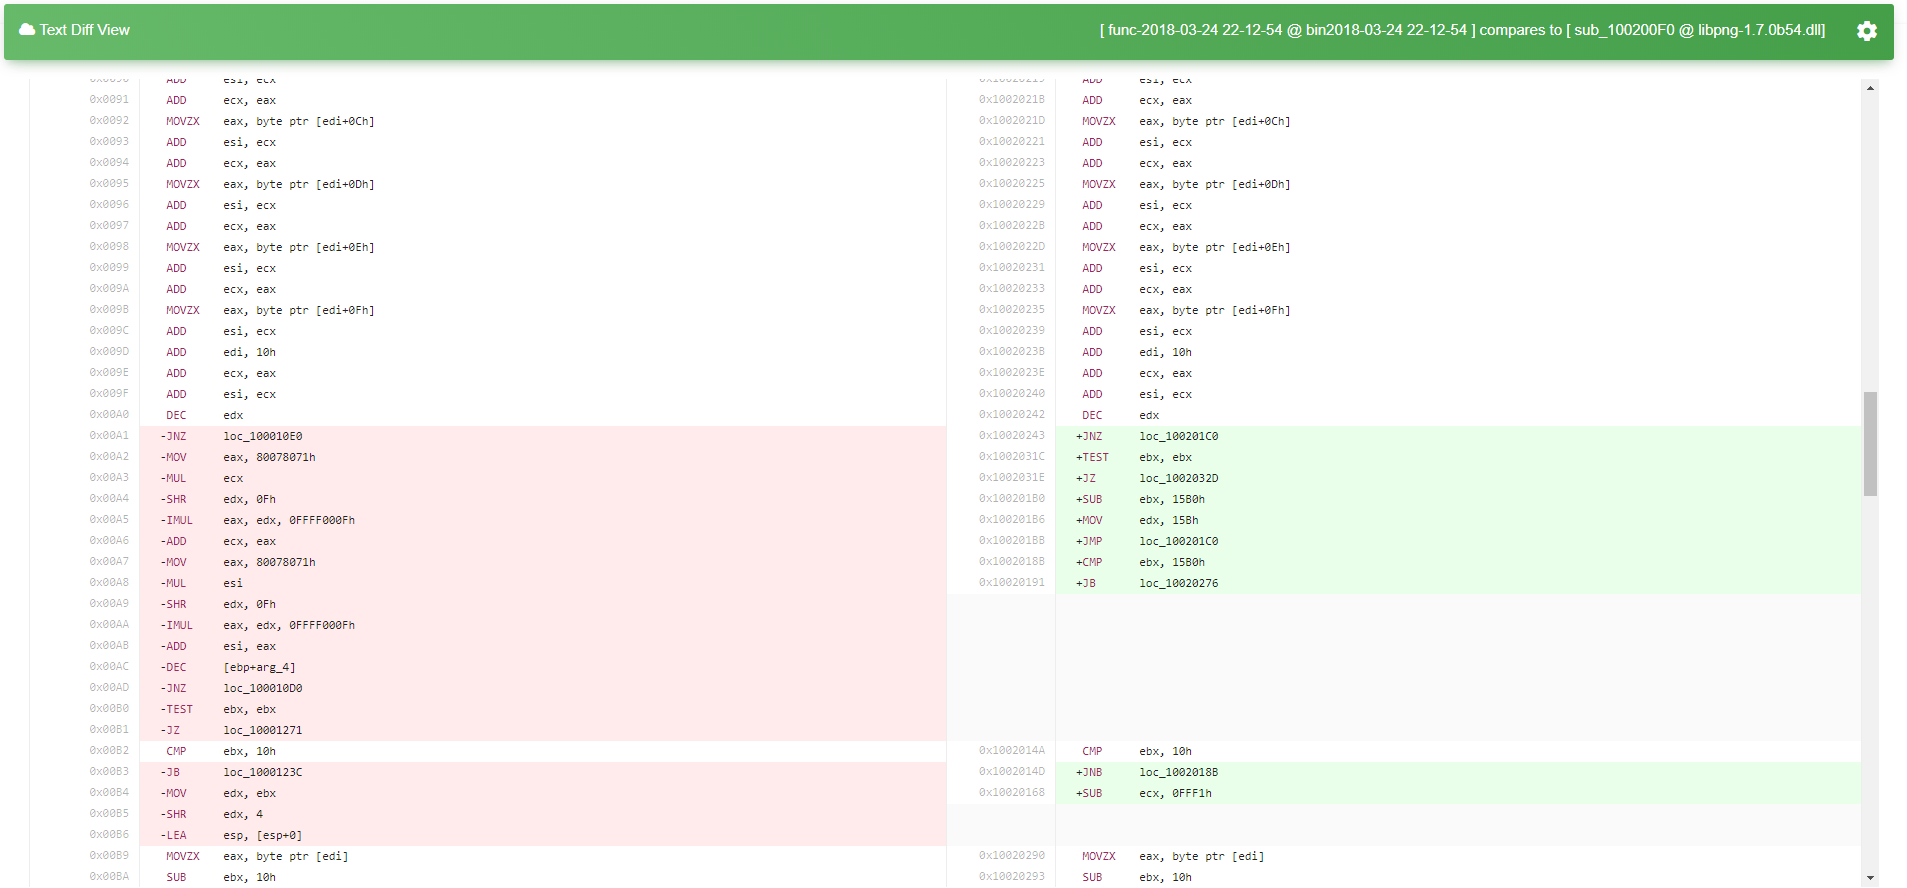 Text Diff View [ func-2018-03-24 22-12-54 @ bin2018-03-24 22-12-54 ] compares to [ sub_100200F0 @ libpng-1.7.0b54.dll]
0x0090 ADD esi, ecx 0x10020219 ADD esi, ecx
0x0091 ADD ecx, eax 0x1002021B ADD ecx, eax
0x0092 MOVZX eax, byte ptr [edi+0Ch] 0x1002021D MOVZX eax, byte ptr [edi+0Ch]
0x0093 ADD esi, ecx 0x10020221 ADD esi, ecx
0x0094 ADD ecx, eax 0x10020223 ADD ecx, eax
0x0095 MOVZX eax, byte ptr [edi+0Dh] 0x10020225 MOVZX eax, byte ptr [edi+0Dh]
0x0096 ADD esi, ecx 0x10020229 ADD esi, ecx
0x0097 ADD ecx, eax 0x1002022B ADD ecx, eax
0x0098 MOVZX eax, byte ptr [edi+0Eh] 0x1002022D MOVZX eax, byte ptr [edi+0Eh]
0x0099 ADD esi, ecx 0x10020231 ADD esi, ecx
0x009A ADD ecx, eax 0x10020233 ADD ecx, eax
0x009B MOVZX eax, byte ptr [edi+0Fh] 0x10020235 MOVZX eax, byte ptr [edi+0Fh]
0x009C ADD esi, ecx 0x10020239 ADD esi, ecx
0x009D ADD edi, 10h 0x1002023B ADD edi, 10h
0x009E ADD ecx, eax 0x1002023E ADD ecx, eax
0x009F ADD esi, ecx 0x10020240 ADD esi, ecx
0x00A0 DEC edx 0x10020242 DEC edx
0x00A1 -JNZ loc_100010E0 0x10020243 +JNZ loc_100201C0
0x00A2 -MOV eax, 80078071h 0x1002031C +TEST ebx, ebx
0x00A3 -MUL ecx 0x1002031E +JZ loc_1002032D
0x00A4 -SHR edx, 0Fh 0x100201B0 +SUB ebx, 15B0h
0x00A5 -IMUL eax, edx, 0FFFF000Fh 0x100201B6 +MOV edx, 15Bh
0x00A6 -ADD ecx, eax 0x100201BB +JMP loc_100201C0
0x00A7 -MOV eax, 80078071h 0x1002018B +CMP ebx, 15B0h
0x00A8 -MUL esi 0x10020191 +JB loc_10020276
0x00A9 -SHR edx, 0Fh
0x00AA -IMUL eax, edx, 0FFFF000Fh
0x00AB -ADD esi, eax
0x00AC -DEC [ebp+arg_4]
0x00AD -JNZ loc_100010D0
0x00B0 -TEST ebx, ebx
0x00B1 -JZ loc_10001271
0x00B2 CMP ebx, 10h 0x1002014A CMP ebx, 10h
0x00B3 -JB loc_1000123C 0x1002014D +JNB loc_1002018B
0x00B4 -MOV edx, ebx 0x10020168 +SUB ecx, 0FFF1h
0x00B5 -SHR edx, 4
0x00B6 -LEA esp, [esp+0]
0x00B9 MOVZX eax, byte ptr [edi] 0x10020290 MOVZX eax, byte ptr [edi]
0x00BA SUB ebx, 10h 0x10020293 SUB ebx, 10h